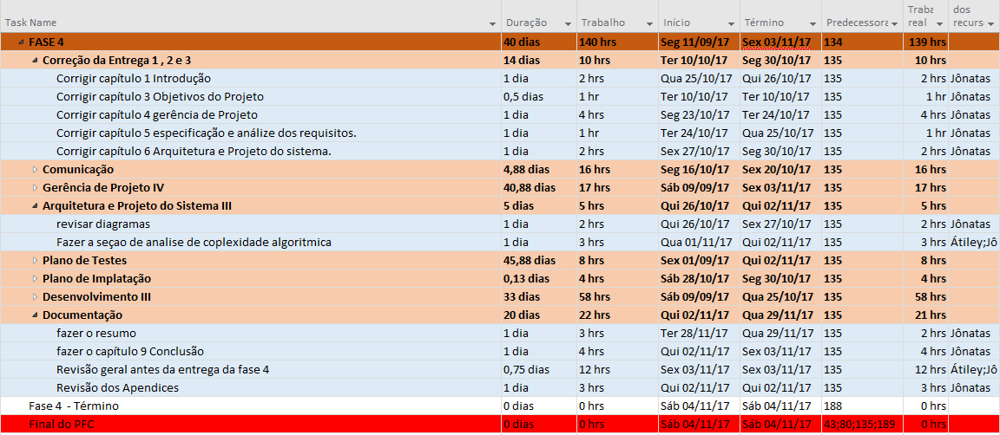 Task Name Duração Trabalho Início Término Predecessora Traba real dos recurs
FASE 4 40 dias 140 hrs Seg 11/09/17 Sex 03/11/17 134 139 hrs
Correção da Entrega 1 , 2 e 3 14 dias 10 hrs Ter 10/10/17 Seg 30/10/17 135 10 hrs
Corrigir capítulo 1 Introdução 1 dia 2 hrs Qua 25/10/17 Qui 26/10/17 135 2 hrs Jônatas
Corrigir capítulo 3 Objetivos do Projeto 0,5 dias 1 hr Ter 10/10/17 Ter 10/10/17 135 1 hr Jônatas
Corrigir capítulo 4 gerência de Projeto 1 dia 4 hrs Seg 23/10/17 Ter 24/10/17 135 4 hrs Jônatas
Corrigir capítulo 5 especificação e análize dos requisitos. 1 dia 1 hr Ter 24/10/17 Qua 25/10/17 135 1 hr Jônatas
Corrigir capítulo 6 Arquitetura e Projeto do sistema. 1 dia 2 hrs Sex 27/10/17 Seg 30/10/17 135 2 hrs Jônatas
Comunicação 4,88 dias 16 hrs Seg 16/10/17 Sex 20/10/17 135 16 hrs
Gerência de Projeto IV 40,88 dias 17 hrs Sáb 09/09/17 Sex 03/11/17 135 17 hrs
Arquitetura e Projeto do Sistema III 5 dias 5 hrs Qui 26/10/17 Qui 02/11/17 135 5 hrs
revisar diagramas 1 dia 2 hrs Qui 26/10/17 Sex 27/10/17 135 2 hrs Jônatas
Fazer a seçao de analise de coplexidade algoritmica 1 dia 3 hrs Qua 01/11/17 Qui 02/11/17 135 3 hrs Átiley;Jô
Plano de Testes 45,88 dias 8 hrs Sex 01/09/17 Qui 02/11/17 135 8 hrs
Plano de Implatação 0,13 dias 4 hrs Sáb 28/10/17 Seg 30/10/17 135 4 hrs
Desenvolvimento III 33 dias 58 hrs Sáb 09/09/17 Qua 25/10/17 135 58 hrs
Documentação 20 dias 22 hrs Qui 02/11/17 Qua 29/11/17 135 21 hrs
fazer o resumo 1 dia 3 hrs Ter 28/11/17 Qua 29/11/17 135 2 hrs Jônatas
fazer o capítulo 9 Conclusão 1 dia 4 hrs Qui 02/11/17 Sex 03/11/17 135 4 hrs Jônatas
Revisão geral antes da entrega da fase 4 0,75 dias 12 hrs Sex 03/11/17 Sex 03/11/17 135 12 hrs Átiley;Jô
Revisão dos Apendices 1 dia 3 hrs Qui 02/11/17 Qui 02/11/17 135 3 hrs Jônatas
Fase 4 - Término 0 dias 0 hrs Sáb 04/11/17 Sáb 04/11/17 188 0 hrs
Final do PFC 0 dias 0 hrs Sáb 04/11/17 Sáb 04/11/17 43;80;135;189 0 hrs